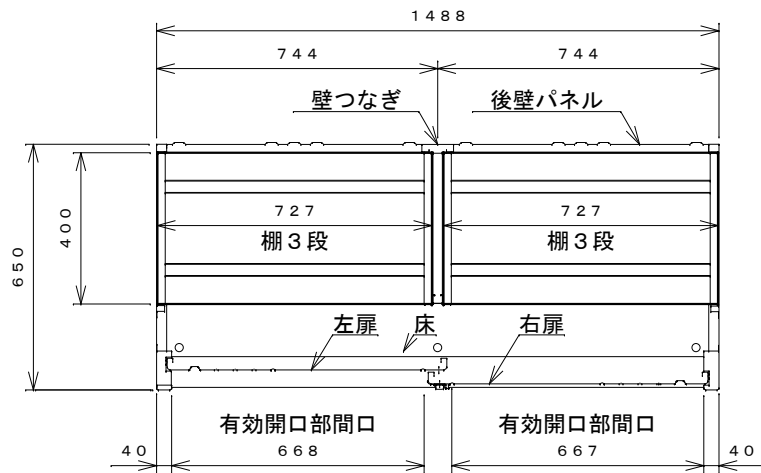 1488
744 744
壁つなぎ 後壁パネル
650
400
727 727
棚3段 棚3段
左扉 床 右扉
有効開口部間口 有効開口部間口
40 668 667 40